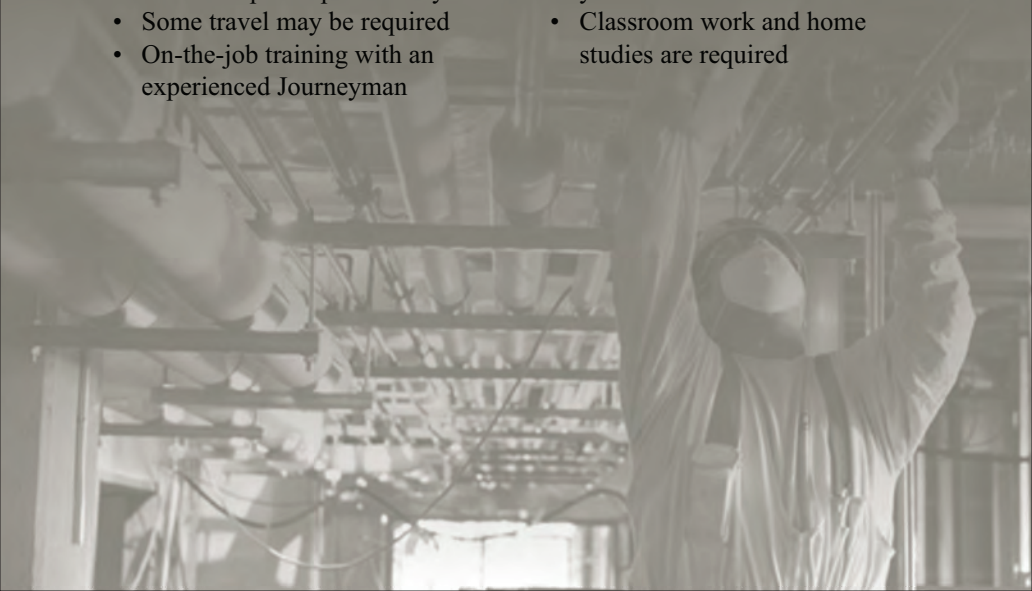 • Some travel may be required
• On-the-job training with an
experienced Journeyman
• Classroom work and home
studies are required